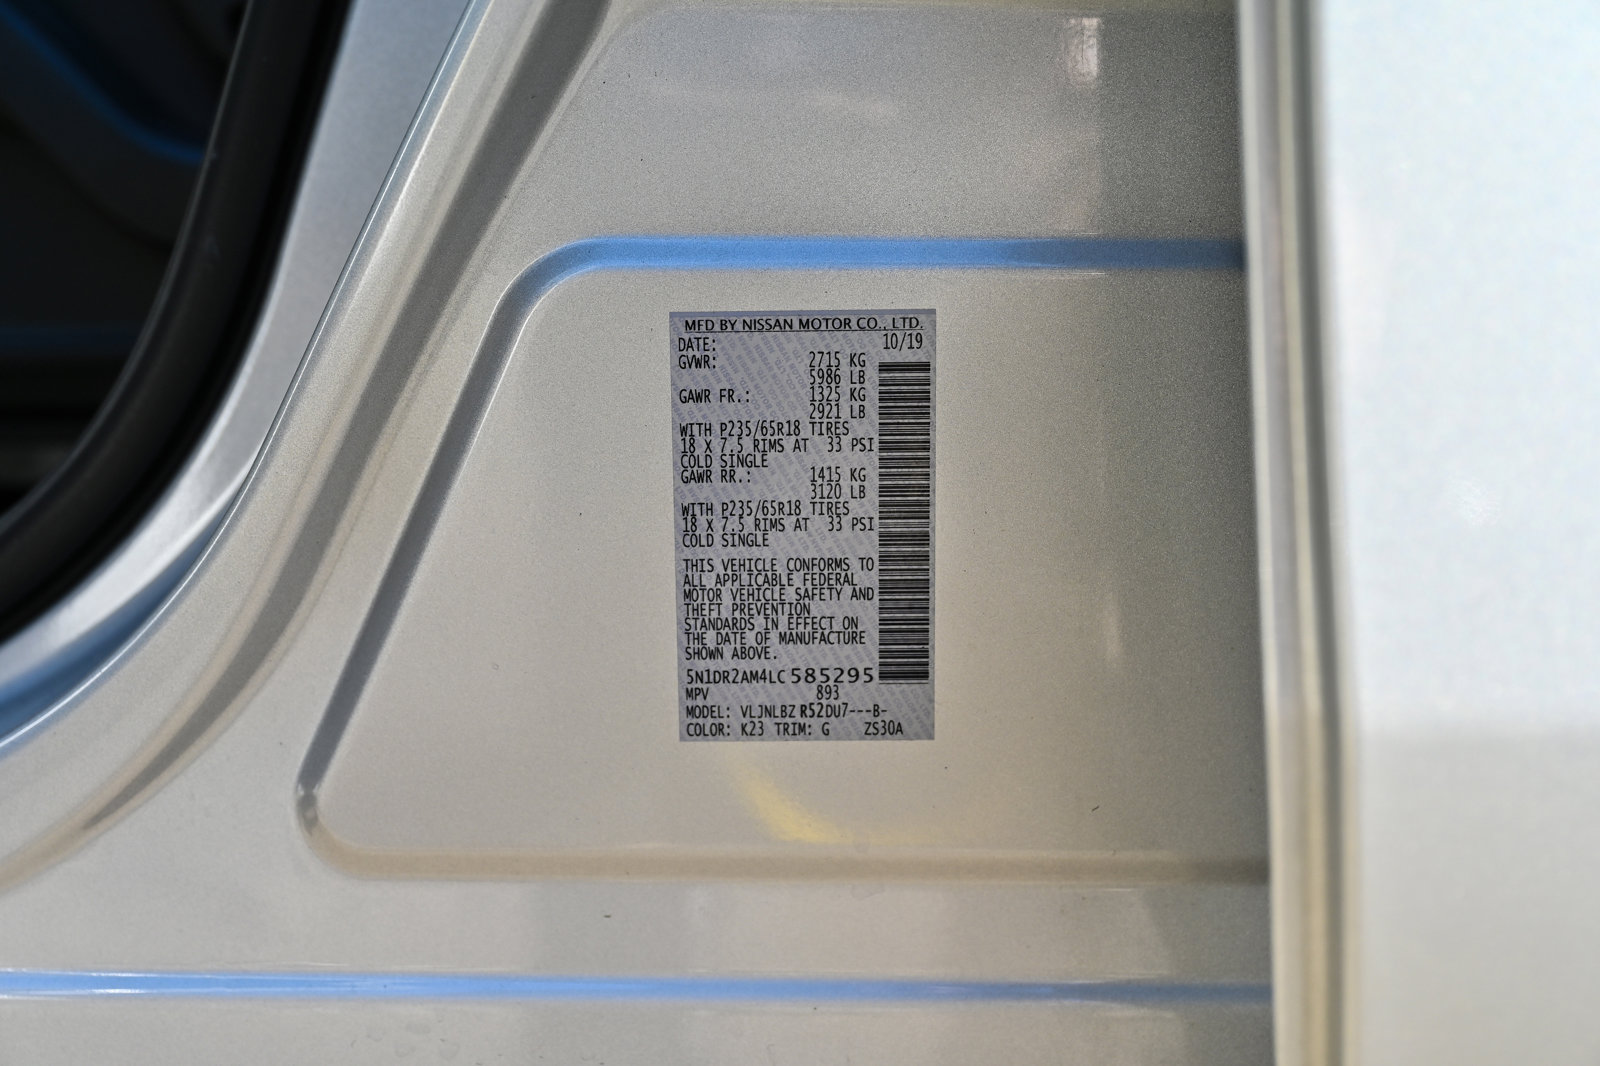 MFD BY NISSAN MOTOR CO., LTD.
DATE: 10/19
GVWR: 2715 KG
5986 LB
GAWR FR.: 1325 KG
2921 LB
WITH P235/65R18 TIRES
18 X 7.5 RIMS AT 33 PSI
COLD SINGLE
GAWR RR.: 1415 KG
3120 LB
WITH P235/65R18 TIRES
18 X 7.5 RIMS AT 33 PSI
COLD SINGLE
THIS VEHICLE CONFORMS TO
ALL APPLICABLE FEDERAL
MOTOR VEHICLE SAFETY AND
THEFT PREVENTION
STANDARDS IN EFFECT ON
THE DATE OF MANUFACTURE
SHOWN ABOVE.
5N1DR2AM4LC585295
MPV 893
MODEL: VLJNLBZ R52DU7---B-
COLOR: K23 TRIM: G ZS30A